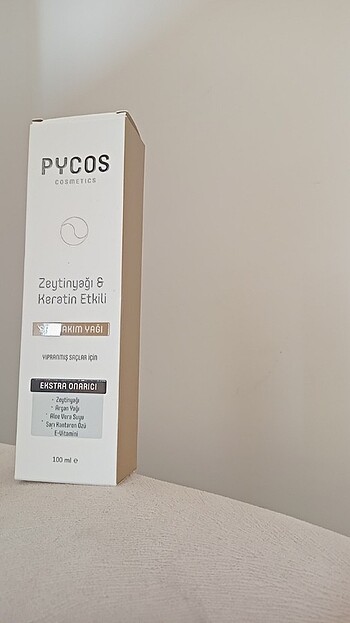 PYCOS
COSMETICS
Zeytinyağı &
Keratin Etkili
YAĞI
YIPRANMIŞ SAÇLAR İÇİN
EKSTRA ONARICI
- Zeytinyağı
- Argan Yağı
- Aloe Vera Suyu
- Sarı Kantaron Özü
E-Vitamini
100 ml ℮